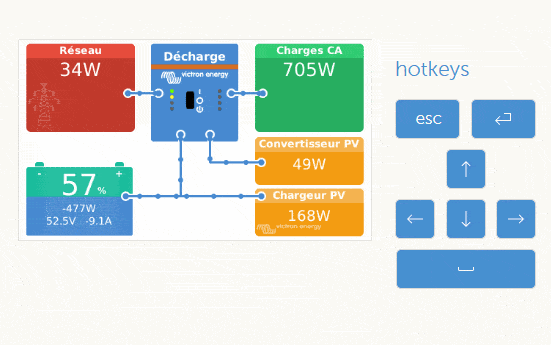 Réseau
34W
Décharge
victron energy
Charges CA
705W
hotkeys
esc
Convertisseur PV
49W
- +
57%
-477W
52.5V -9.1A
Chargeur PV
168W
victron energy